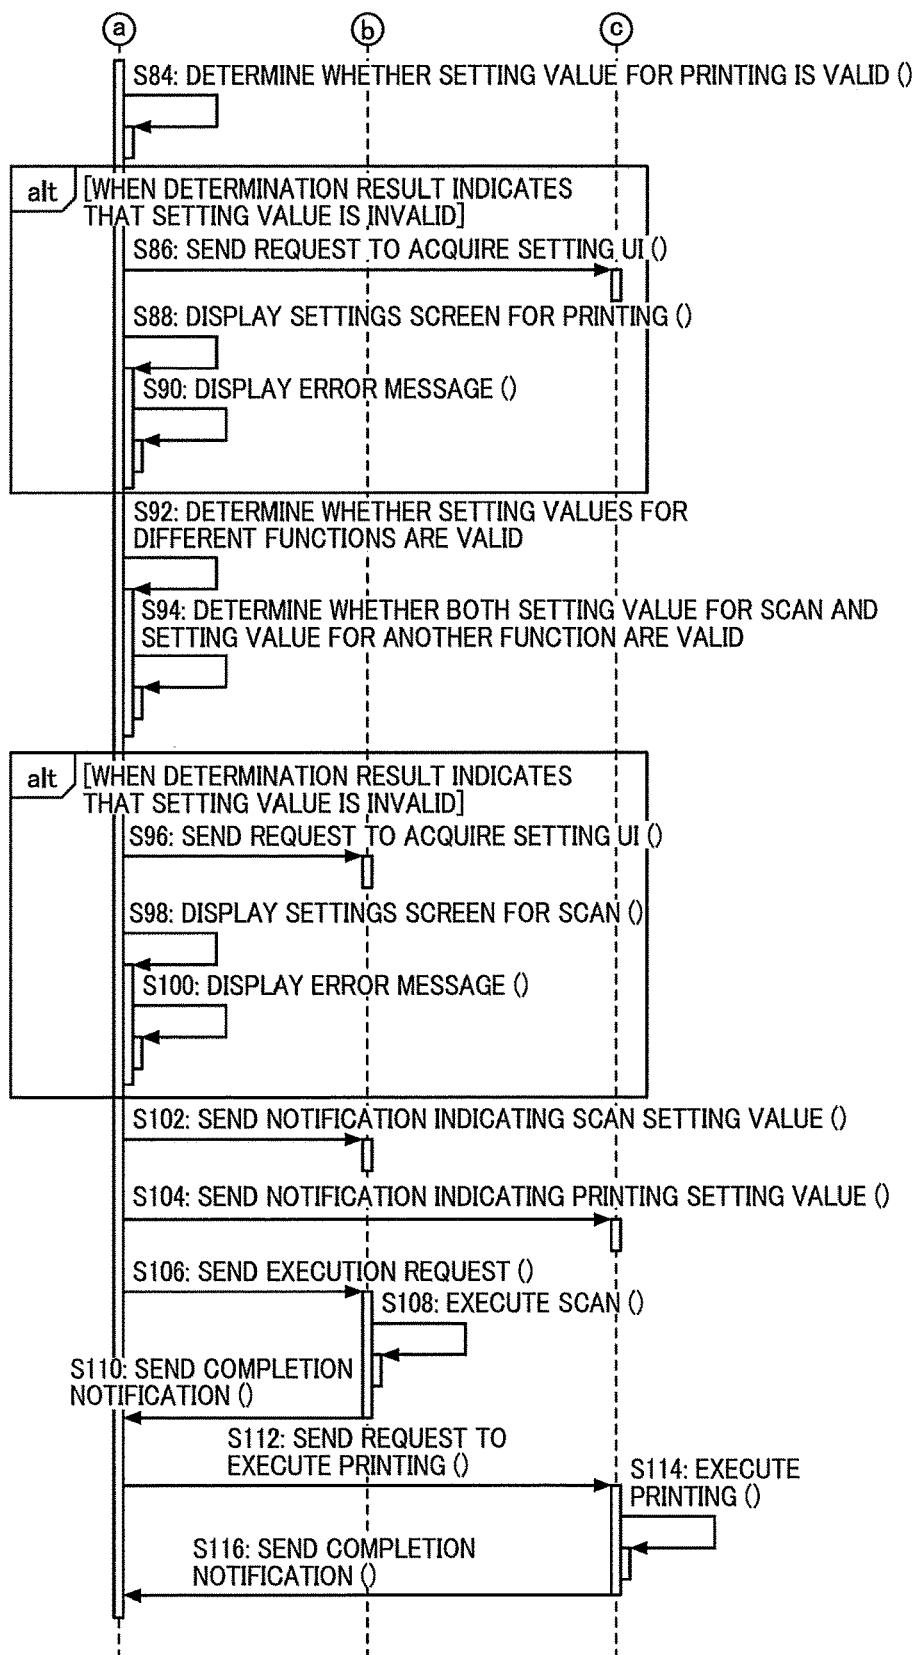 a
b
c
S84: DETERMINE WHETHER SETTING VALUE FOR PRINTING IS VALID ()
alt
[WHEN DETERMINATION RESULT INDICATES
THAT SETTING VALUE IS INVALID]
S86: SEND REQUEST TO ACQUIRE SETTING UI ()
S88: DISPLAY SETTINGS SCREEN FOR PRINTING ()
S90: DISPLAY ERROR MESSAGE ()
S92: DETERMINE WHETHER SETTING VALUES FOR
DIFFERENT FUNCTIONS ARE VALID
S94: DETERMINE WHETHER BOTH SETTING VALUE FOR SCAN AND
SETTING VALUE FOR ANOTHER FUNCTION ARE VALID
alt
[WHEN DETERMINATION RESULT INDICATES
THAT SETTING VALUE IS INVALID]
S96: SEND REQUEST TO ACQUIRE SETTING UI ()
S98: DISPLAY SETTINGS SCREEN FOR SCAN ()
S100: DISPLAY ERROR MESSAGE ()
S102: SEND NOTIFICATION INDICATING SCAN SETTING VALUE ()
S104: SEND NOTIFICATION INDICATING PRINTING SETTING VALUE ()
S106: SEND EXECUTION REQUEST ()
S108: EXECUTE SCAN ()
S110: SEND COMPLETION
NOTIFICATION ()
S112: SEND REQUEST TO
EXECUTE PRINTING ()
S114: EXECUTE
PRINTING ()
S116: SEND COMPLETION
NOTIFICATION ()